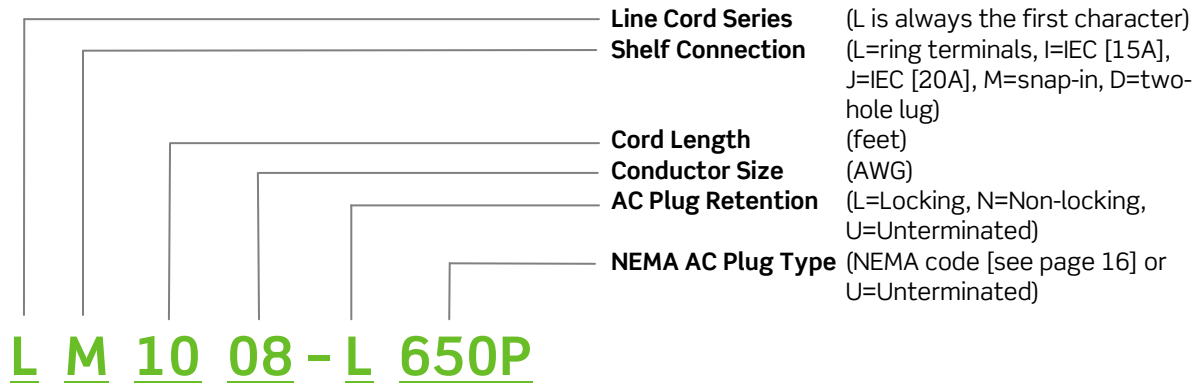 Line Cord Series (L is always the first character)
Shelf Connection (L=ring terminals, I=IEC [15A],
J=IEC [20A], M=snap-in, D=two-
hole lug)
Cord Length (feet)
Conductor Size (AWG)
AC Plug Retention (L=Locking, N=Non-locking,
U=Unterminated)
NEMA AC Plug Type (NEMA code [see page 16] or
U=Unterminated)
L M 10 08 – L 650P